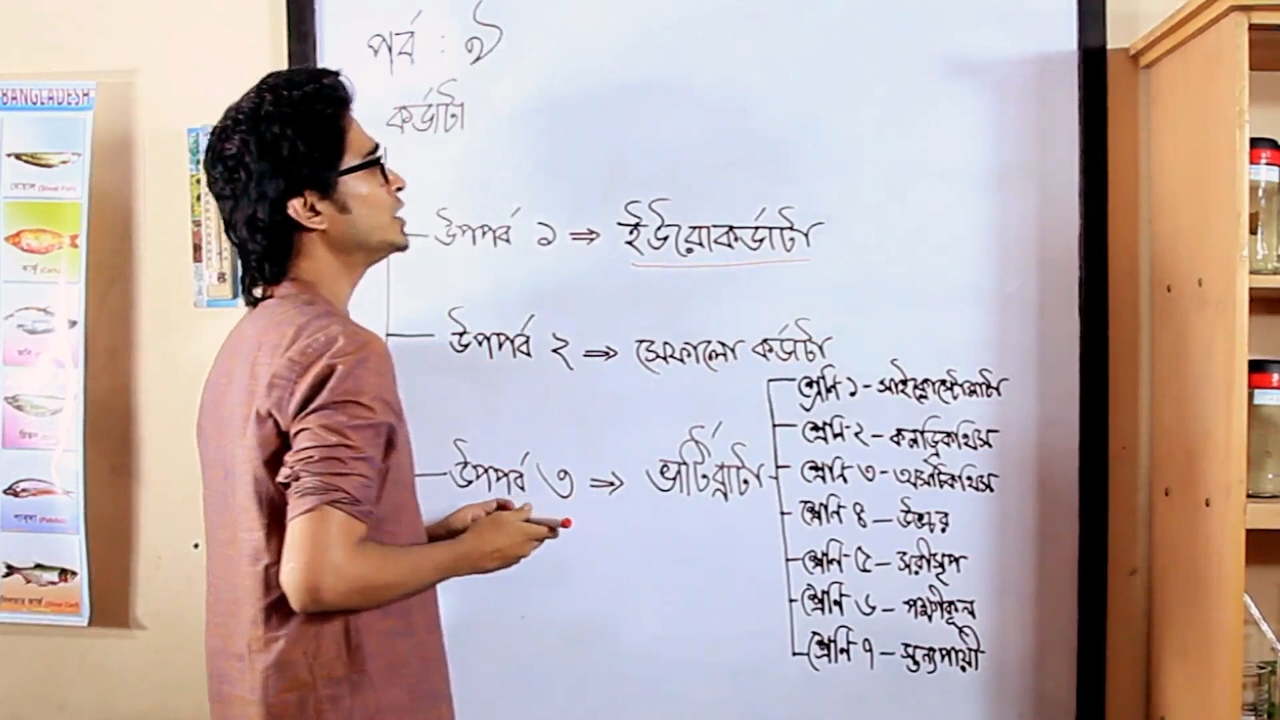 BANGLADESH
পর্ব : ৯
কর্ডাটা
উপপর্ব ১ ⇒ ইউরোকর্ডাটা
উপপর্ব ২ ⇒ সেফালো কর্ডাটা
উপপর্ব ৩ ⇒ ভার্টিব্রাটা
শ্রেণি ১ - সাইক্লোস্টোমাটা
শ্রেণি-২ - কনড্রিকথিস
শ্রেণি ৩ - অসটিকথিস
শ্রেণি ৪ - উভচর
শ্রেণি-৫ - সরীসৃপ
শ্রেণি ৬ - পক্ষীকূল
শ্রেণি ৭ - স্তন্যপায়ী